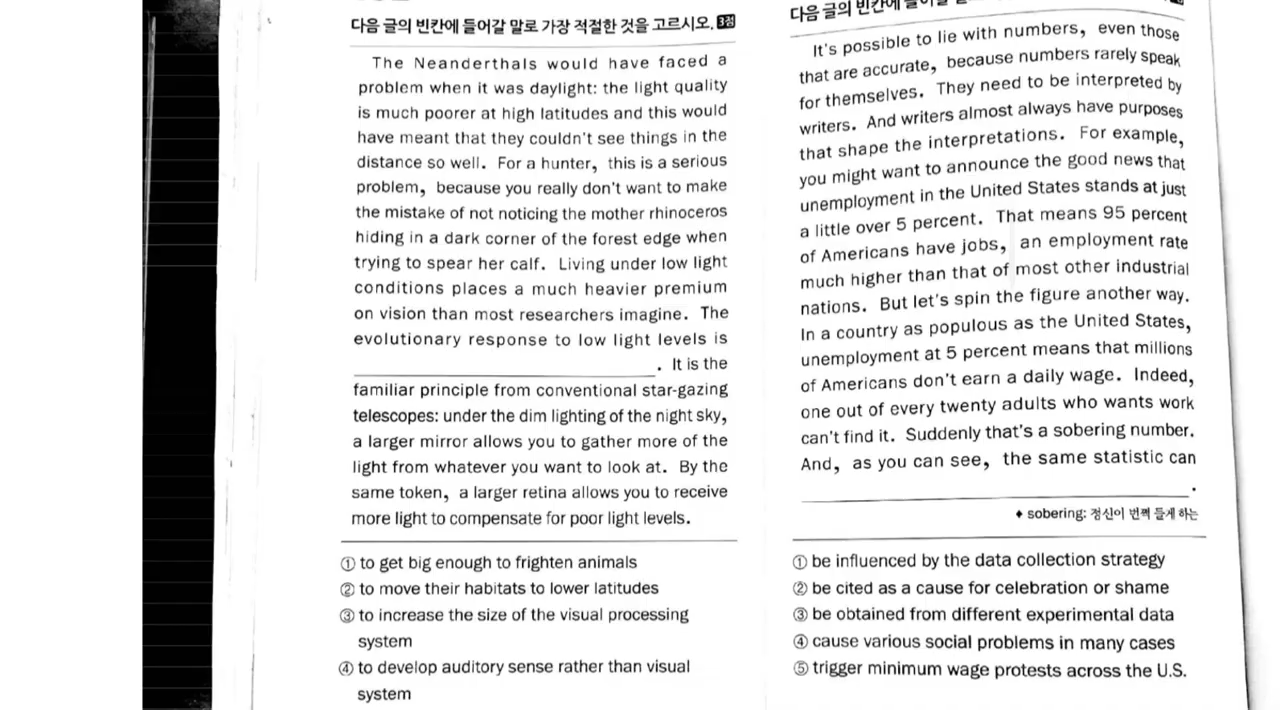 다음 글의 빈칸에 들어갈 말로 가장 적절한 것을 고르시오. 3점
The Neanderthals would have faced a
problem when it was daylight: the light quality
is much poorer at high latitudes and this would
have meant that they couldn't see things in the
distance so well. For a hunter, this is a serious
problem, because you really don't want to make
the mistake of not noticing the mother rhinoceros
hiding in a dark corner of the forest edge when
trying to spear her calf. Living under low light
conditions places a much heavier premium
on vision than most researchers imagine. The
evolutionary response to low light levels is
. It is the
familiar principle from conventional star-gazing
telescopes: under the dim lighting of the night sky,
a larger mirror allows you to gather more of the
light from whatever you want to look at. By the
same token, a larger retina allows you to receive
more light to compensate for poor light levels.
① to get big enough to frighten animals
② to move their habitats to lower latitudes
③ to increase the size of the visual processing
system
④ to develop auditory sense rather than visual
system
다음 글의 빈칸에 들어갈
It's possible to lie with numbers, even those
that are accurate, because numbers rarely speak
for themselves. They need to be interpreted by
writers. And writers almost always have purposes
that shape the interpretations. For example,
you might want to announce the good news that
unemployment in the United States stands at just
a little over 5 percent. That means 95 percent
of Americans have jobs, an employment rate
much higher than that of most other industrial
nations. But let's spin the figure another way.
In a country as populous as the United States,
unemployment at 5 percent means that millions
of Americans don't earn a daily wage. Indeed,
one out of every twenty adults who wants work
can't find it. Suddenly that's a sobering number.
And, as you can see, the same statistic can
.
♦ sobering: 정신이 번쩍 들게 하는
① be influenced by the data collection strategy
② be cited as a cause for celebration or shame
③ be obtained from different experimental data
④ cause various social problems in many cases
⑤ trigger minimum wage protests across the U.S.